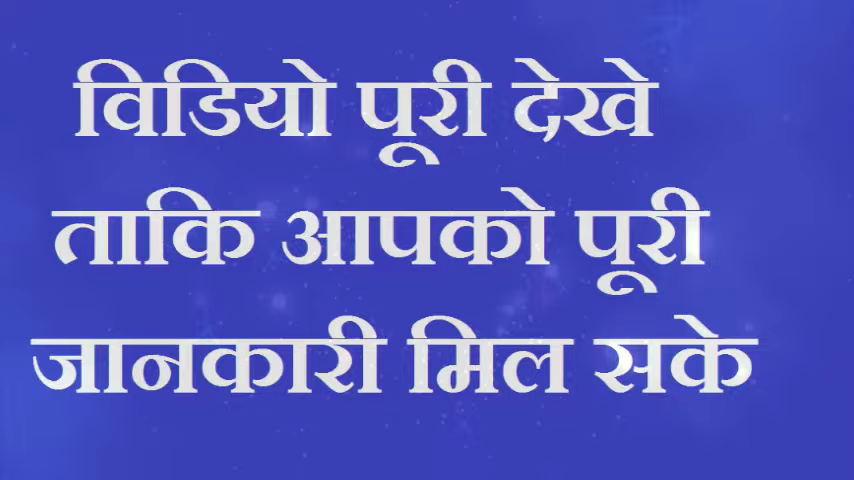 विडियो पूरी देखे
ताकि आपको पूरी
जानकारी मिल सके